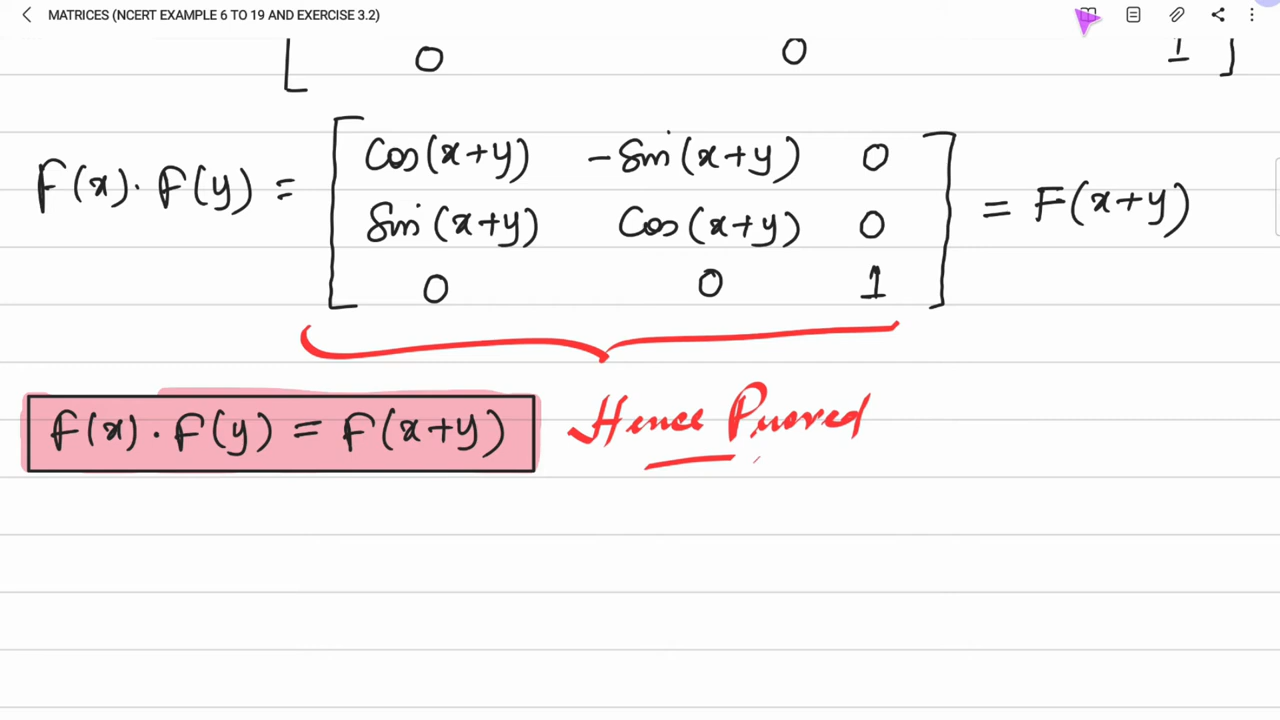 MATRICES (NCERT EXAMPLE 6 TO 19 AND EXERCISE 3.2)
[ 0 0 1 ]
F(x)· F(y) = [ Cos(x+y) -Sin(x+y) 0
Sin(x+y) Cos(x+y) 0
0 0 1 ] = F(x+y)
F(x) · F(y) = F(x+y) Hence Proved